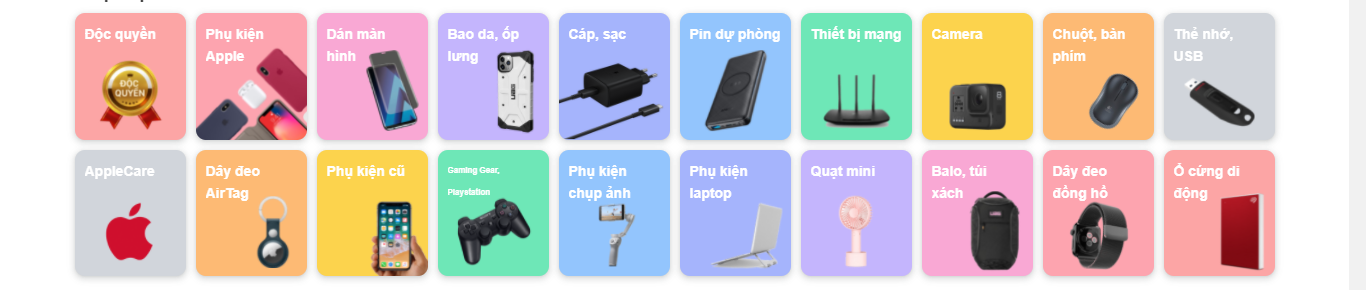 Độc quyền
ĐỘC
QUYỀN
Phụ kiện
Apple
Dán màn
hình
Bao da, ốp
lưng
UAG
Cáp, sạc
Pin dự phòng
Thiết bị mạng
Camera
Chuột, bàn
phím
Thẻ nhớ,
USB
AppleCare
Dây đeo
AirTag
Phụ kiện cũ
Gaming Gear,
Playstation
Phụ kiện
chụp ảnh
Phụ kiện
laptop
Quạt mini
Balo, túi
xách
Dây đeo
đồng hồ
Ổ cứng di
động